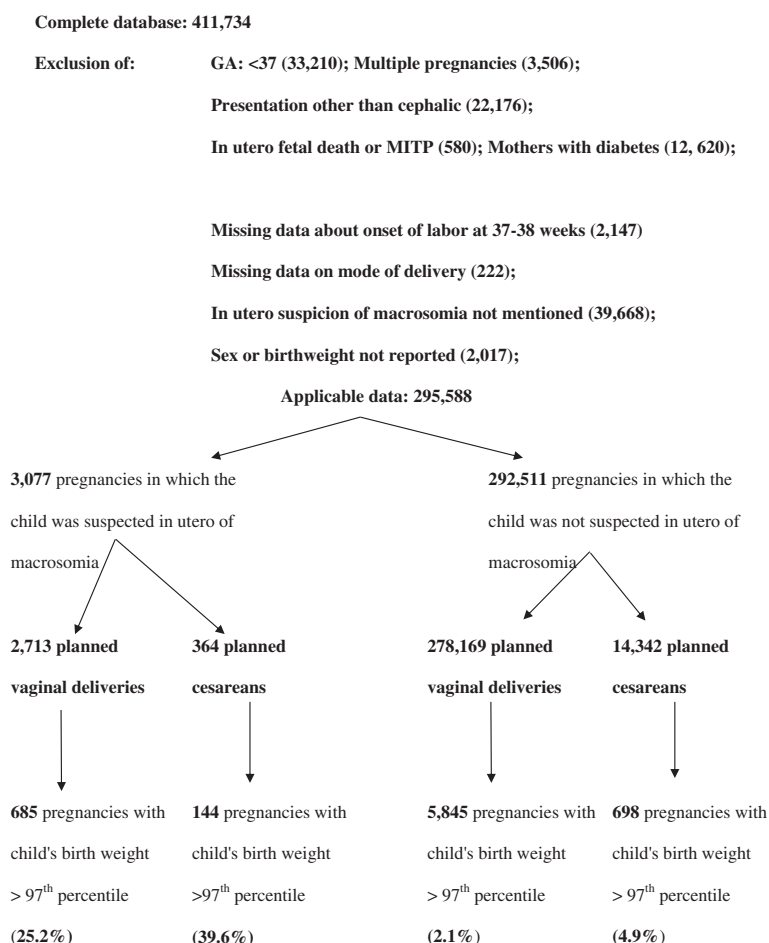 Complete database: 411,734
Exclusion of: GA: <37 (33,210); Multiple pregnancies (3,506);
Presentation other than cephalic (22,176);
In utero fetal death or MITP (580); Mothers with diabetes (12, 620);
Missing data about onset of labor at 37-38 weeks (2,147)
Missing data on mode of delivery (222);
In utero suspicion of macrosomia not mentioned (39,668);
Sex or birthweight not reported (2,017);
Applicable data: 295,588
3,077 pregnancies in which the
child was suspected in utero of
macrosomia
292,511 pregnancies in which the
child was not suspected in utero of
macrosomia
2,713 planned
vaginal deliveries
364 planned
cesareans
278,169 planned
vaginal deliveries
14,342 planned
cesareans
685 pregnancies with
child's birth weight
> 97th percentile
(25.2%)
144 pregnancies with
child's birth weight
>97th percentile
(39.6%)
5,845 pregnancies with
child's birth weight
> 97th percentile
(2.1%)
698 pregnancies with
child's birth weight
> 97th percentile
(4.9%)